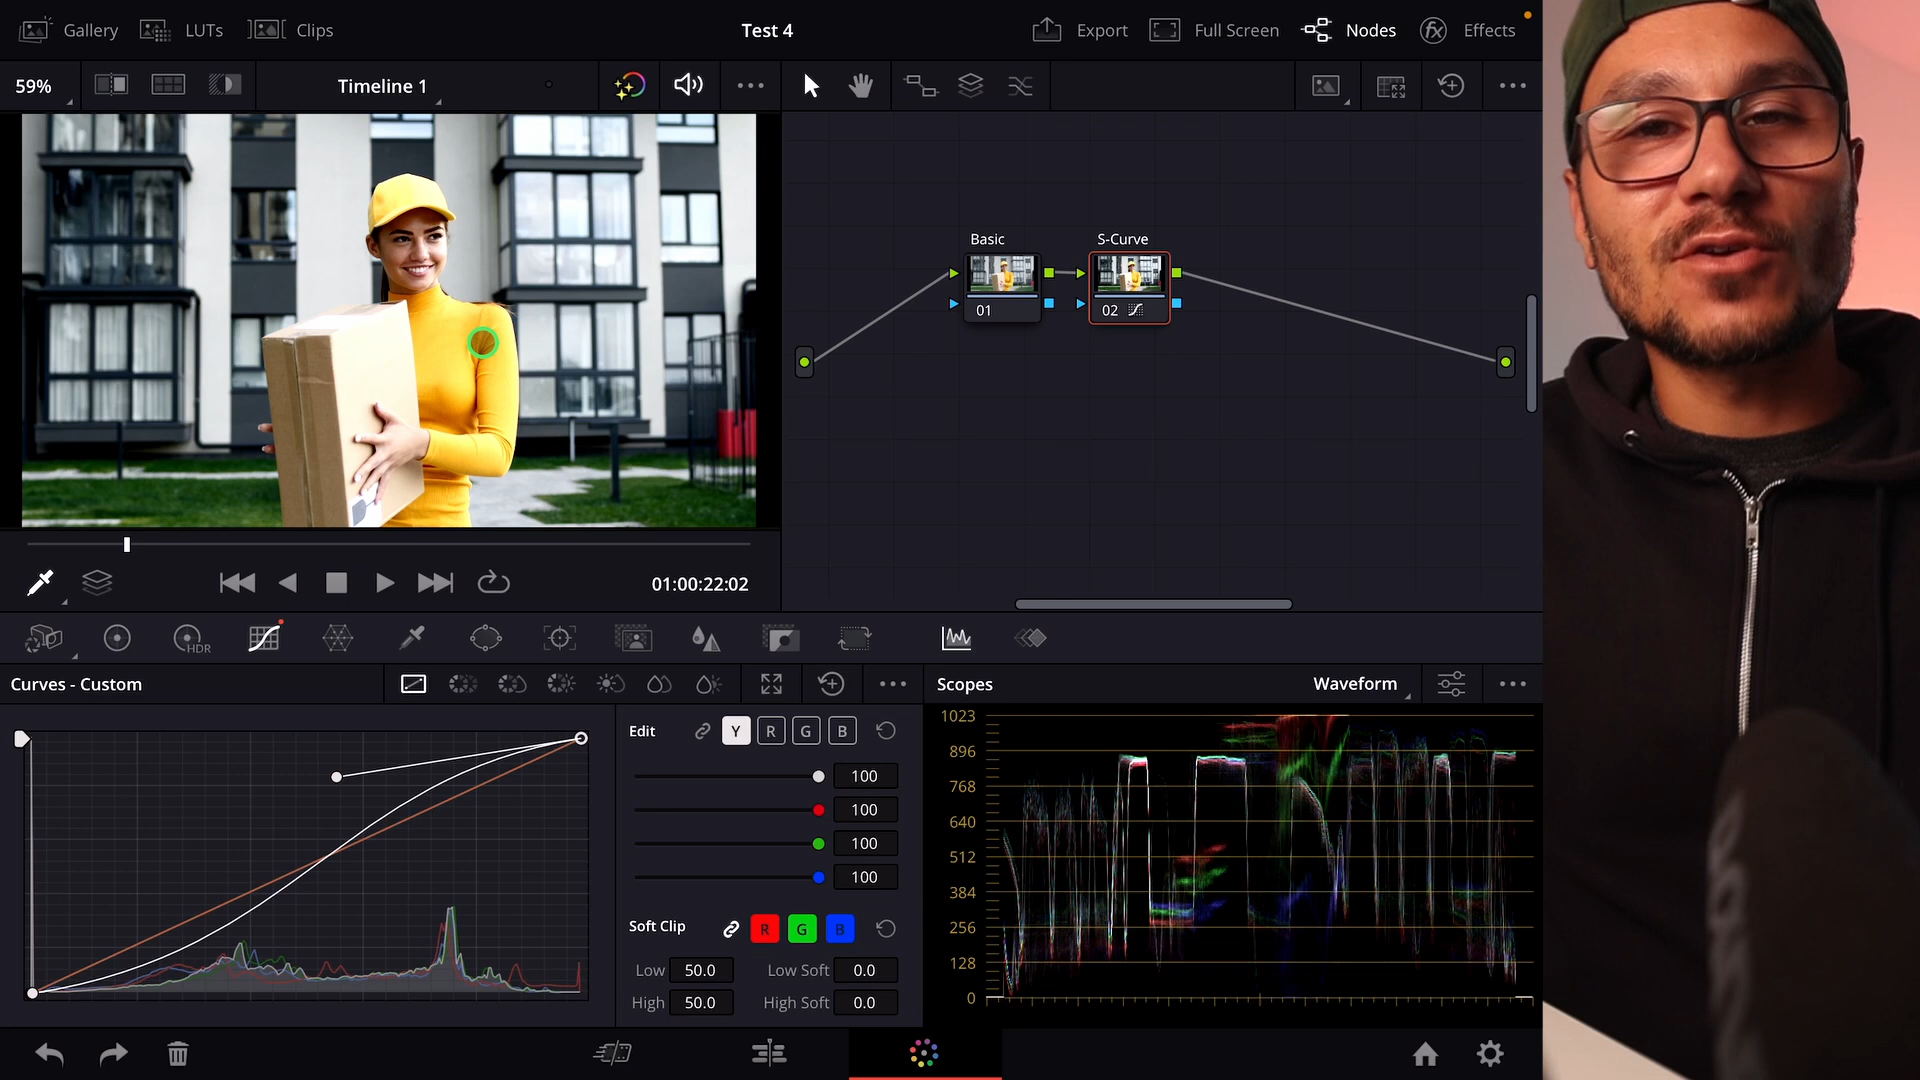 Gallery LUTs Clips Test 4 Export Full Screen Nodes Effects
59% Timeline 1
Basic S-Curve
01 02
01:00:22:02
HDR
Curves - Custom Scopes Waveform
Edit Y R G B
100
100
100
100
Soft Clip R G B
Low 50.0 Low Soft 0.0
High 50.0 High Soft 0.0
1023
896
768
640
512
384
256
128
0